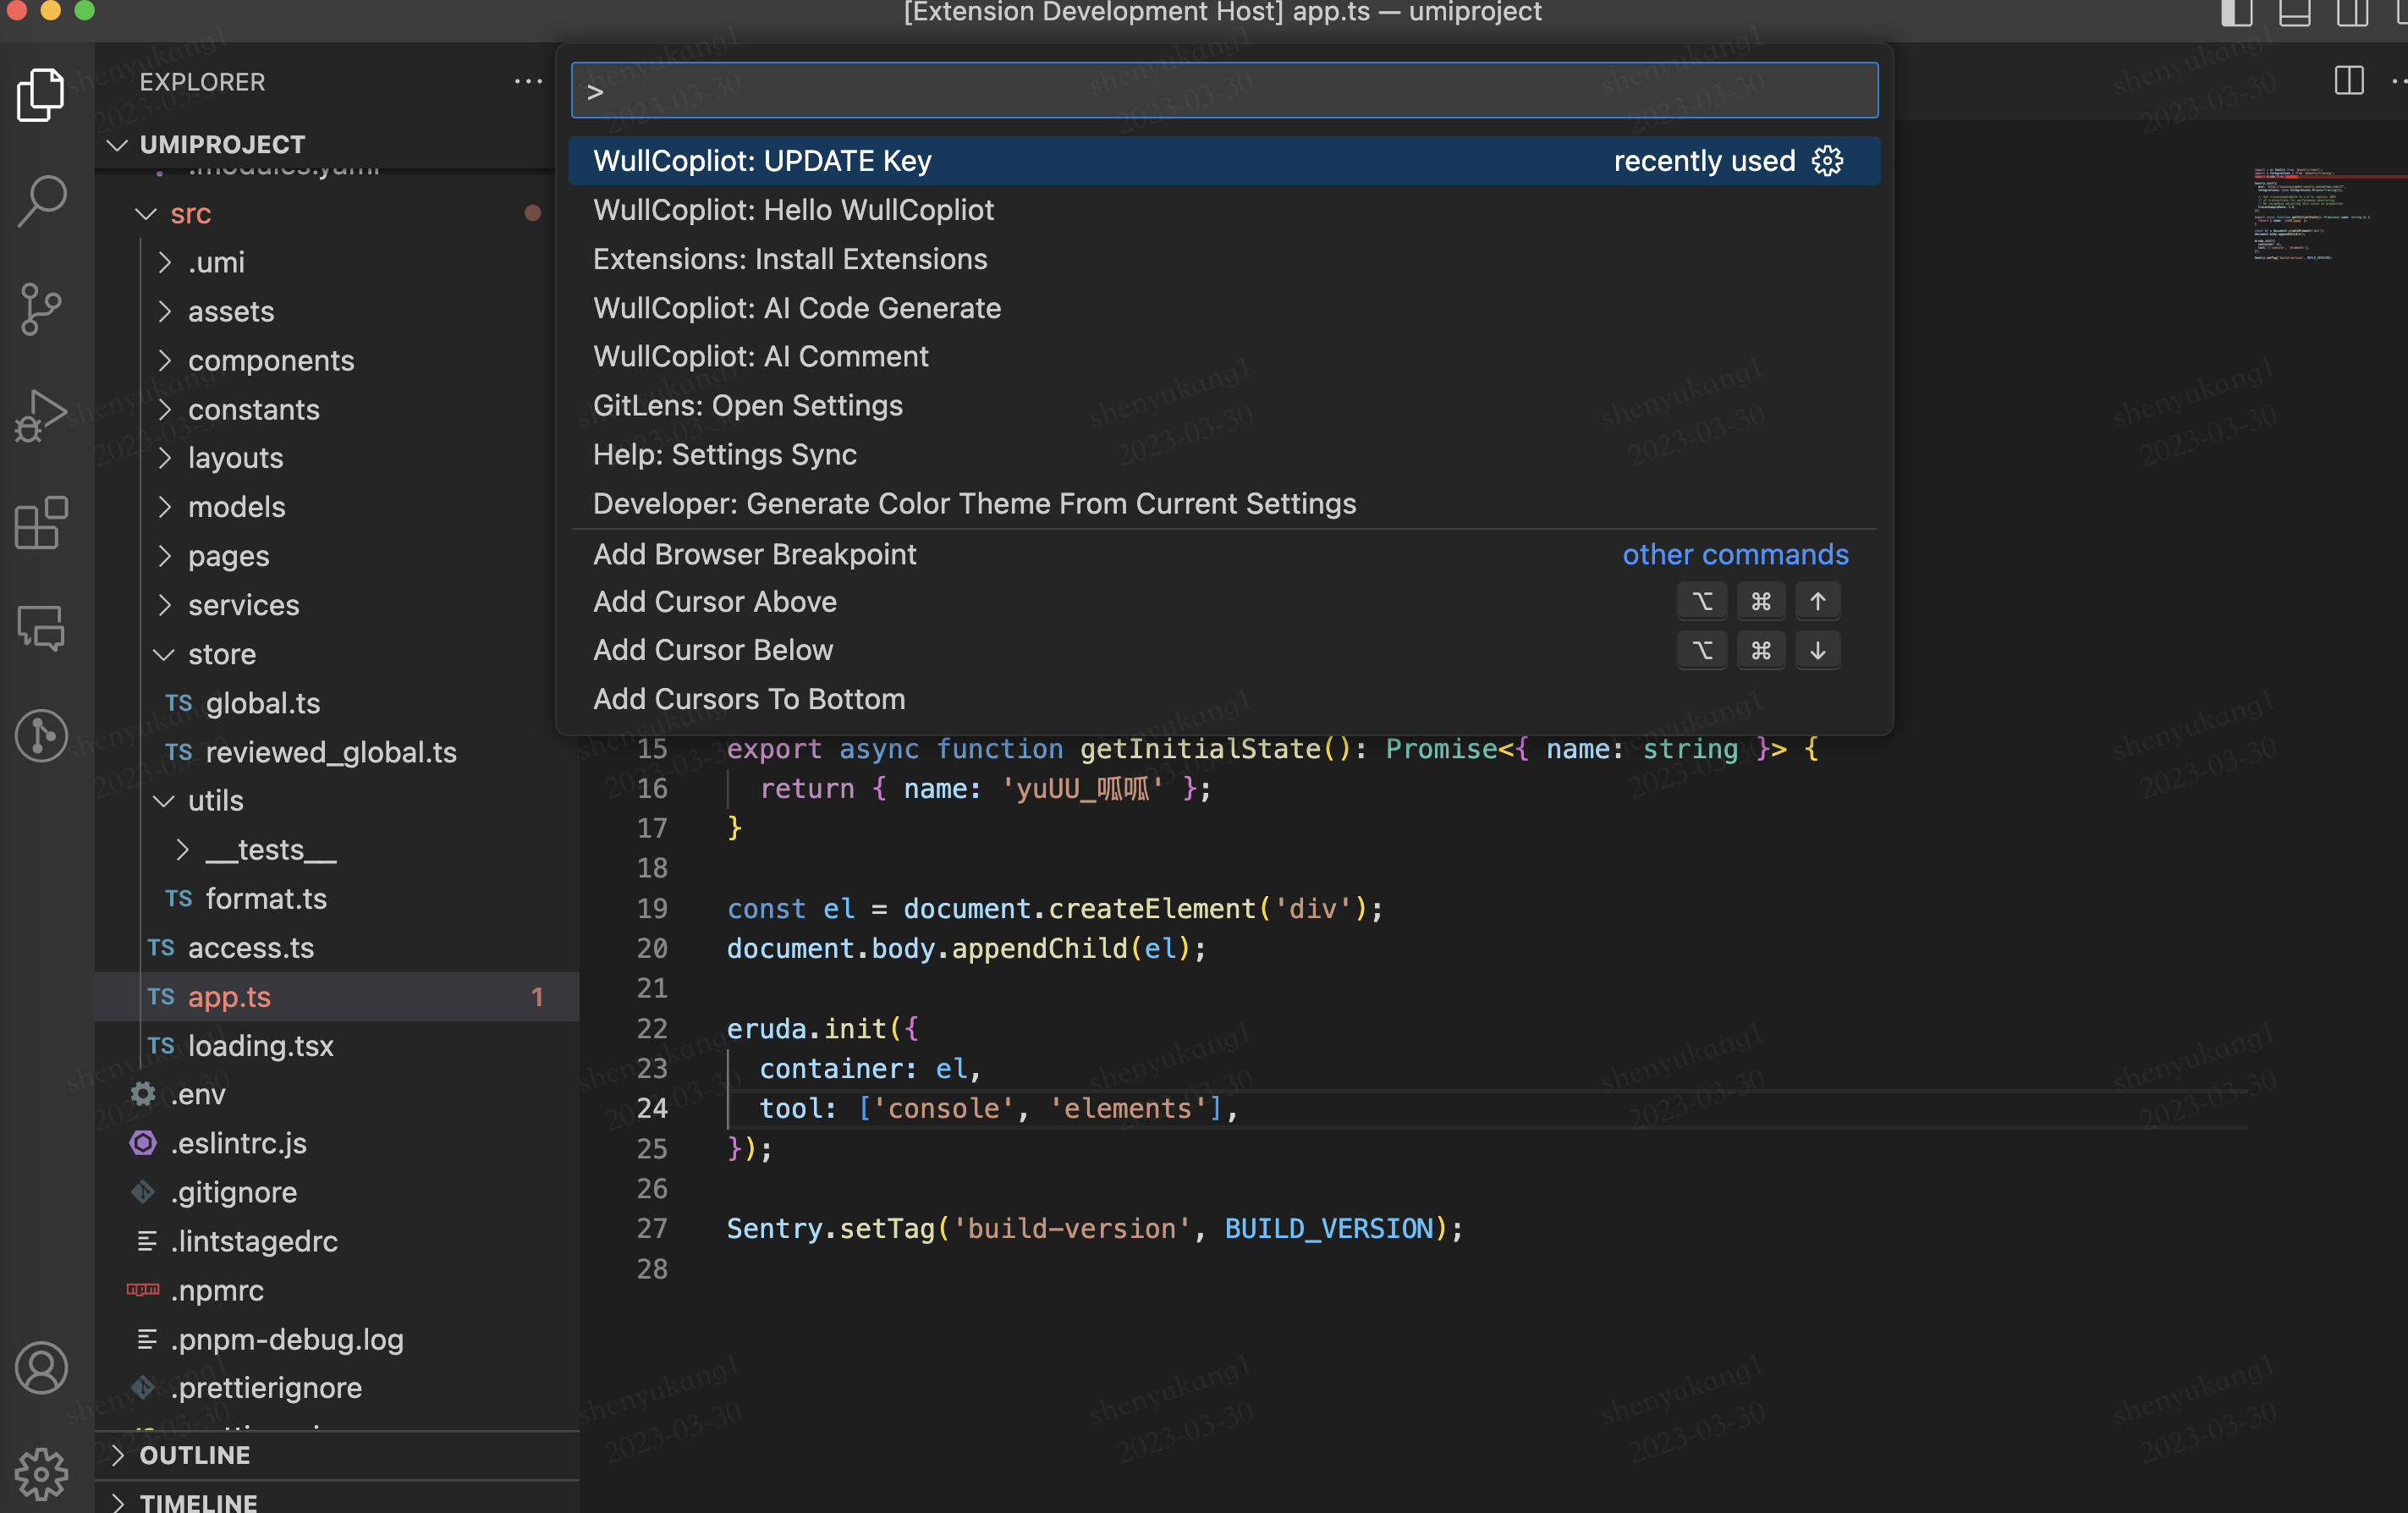 [Extension Development Host] app.ts — umiproject
EXPLORER
UMIPROJECT
.modules.yaml
src
.umi
assets
components
constants
layouts
models
pages
services
store
TS global.ts
TS reviewed_global.ts
utils
__tests__
TS format.ts
TS access.ts
TS app.ts 1
TS loading.tsx
.env
.eslintrc.js
.gitignore
.lintstagedrc
.npmrc
.pnpm-debug.log
.prettierignore
OUTLINE
TIMELINE
>
WullCopliot: UPDATE Key recently used
WullCopliot: Hello WullCopliot
Extensions: Install Extensions
WullCopliot: AI Code Generate
WullCopliot: AI Comment
GitLens: Open Settings
Help: Settings Sync
Developer: Generate Color Theme From Current Settings
Add Browser Breakpoint other commands
Add Cursor Above ⌥ ⌘ ↑
Add Cursor Below ⌥ ⌘ ↓
Add Cursors To Bottom
15 export async function getInitialState(): Promise<{ name: string }> {
16 return { name: 'yuUU_呱呱' };
17 }
18
19 const el = document.createElement('div');
20 document.body.appendChild(el);
21
22 eruda.init({
23 container: el,
24 tool: ['console', 'elements'],
25 });
26
27 Sentry.setTag('build-version', BUILD_VERSION);
28
shenyukang1
2023-03-30